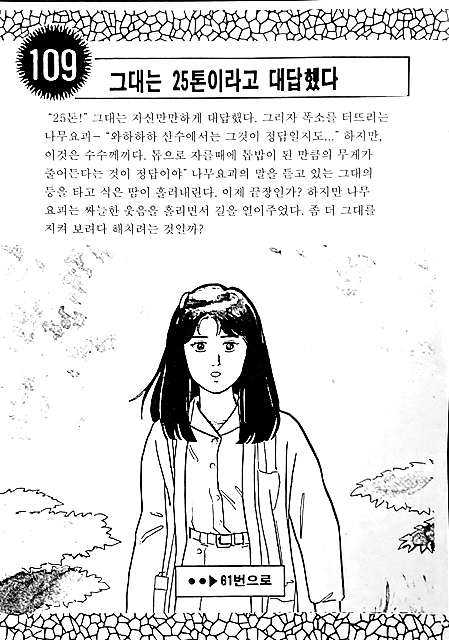 109
그대는 25톤이라고 대답했다
“25톤!” 그대는 자신만만하게 대답했다. 그러자 폭소를 터뜨리는
나무요괴— “와하하하 산수에서는 그것이 정답일지도...” 하지만,
이것은 수수께끼다. 톱으로 자를때에 톱밥이 된 만큼의 무게가
줄어든다는 것이 정답이야” 나무요괴의 말을 듣고 있는 그대의
등을 타고 식은 땀이 흘러내린다. 이제 끝장인가? 하지만 나무
요괴는 싸늘한 웃음을 흘리면서 길을 열어주었다. 좀 더 그대를
지켜 보려다 해치려는 것인가?
●●▶61번으로